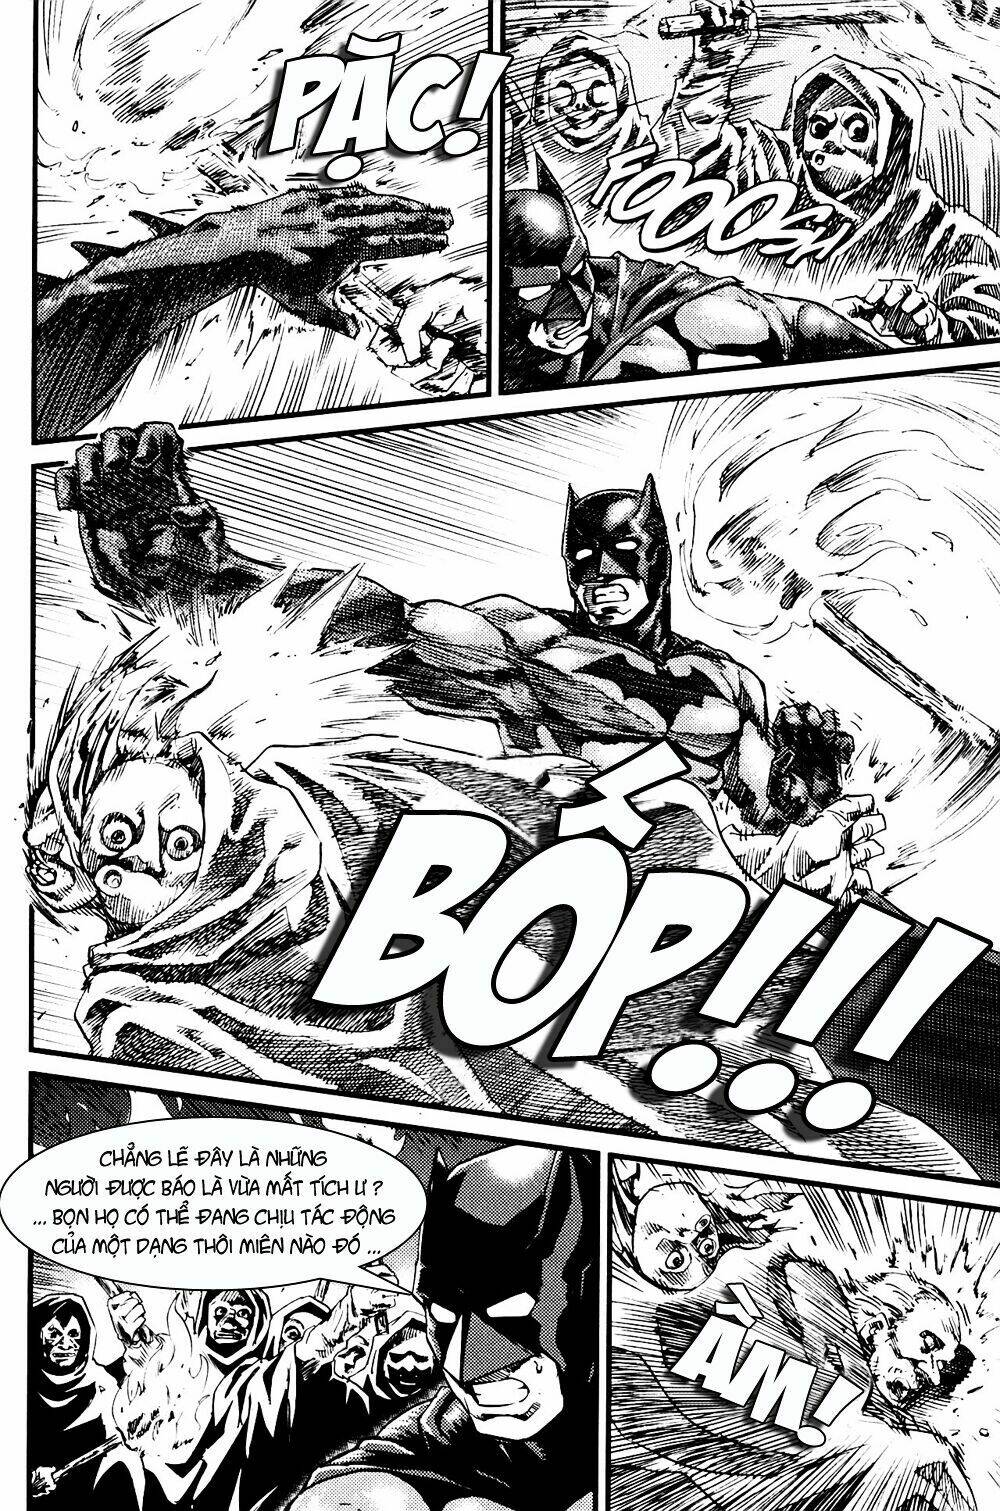 PẶC!
FOOOSH
BỐP!!!
CHẲNG LẼ ĐÂY LÀ NHỮNG
NGƯỜI ĐƯỢC BÁO LÀ VỪA MẤT TÍCH Ư ?
... BỌN HỌ CÓ THỂ ĐANG CHỊU TÁC ĐỘNG
CỦA MỘT DẠNG THÔI MIÊN NÀO ĐÓ ...
ẦM!